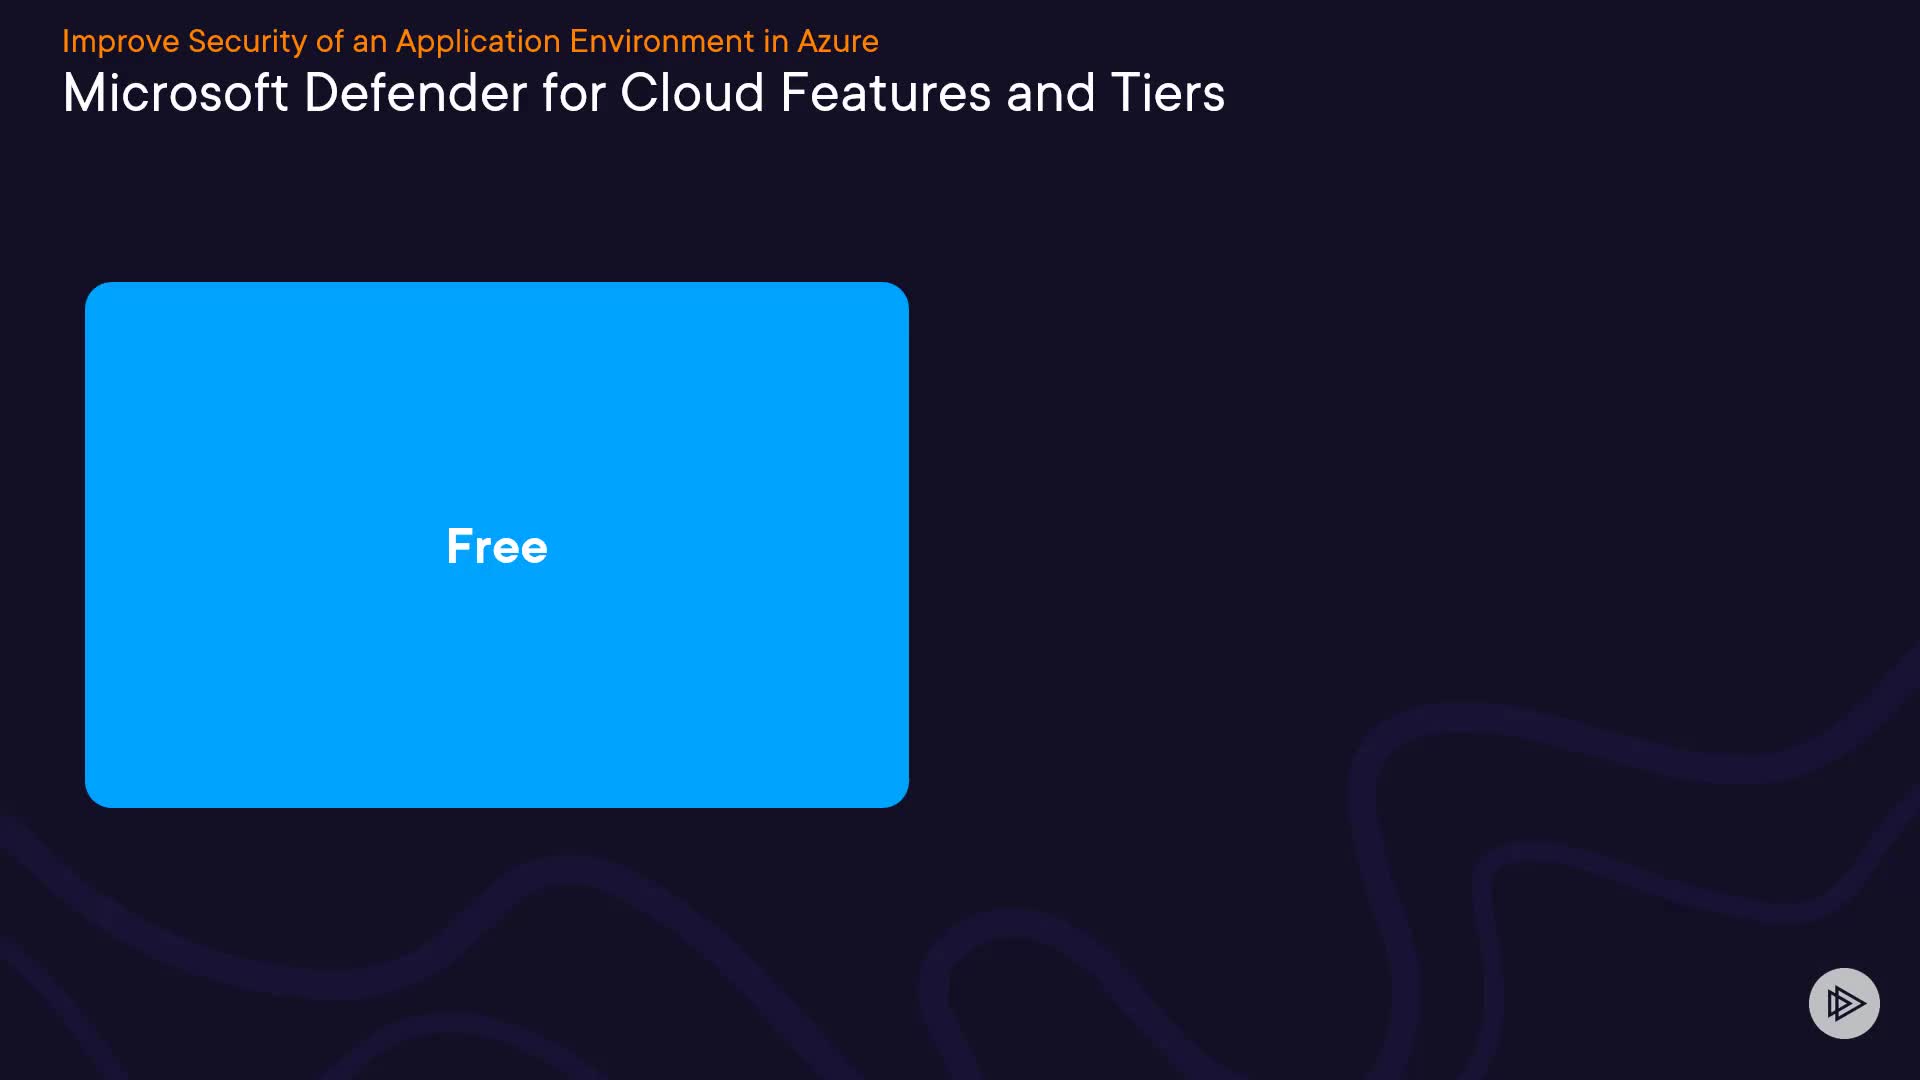 Improve Security of an Application Environment in Azure
Microsoft Defender for Cloud Features and Tiers
Free